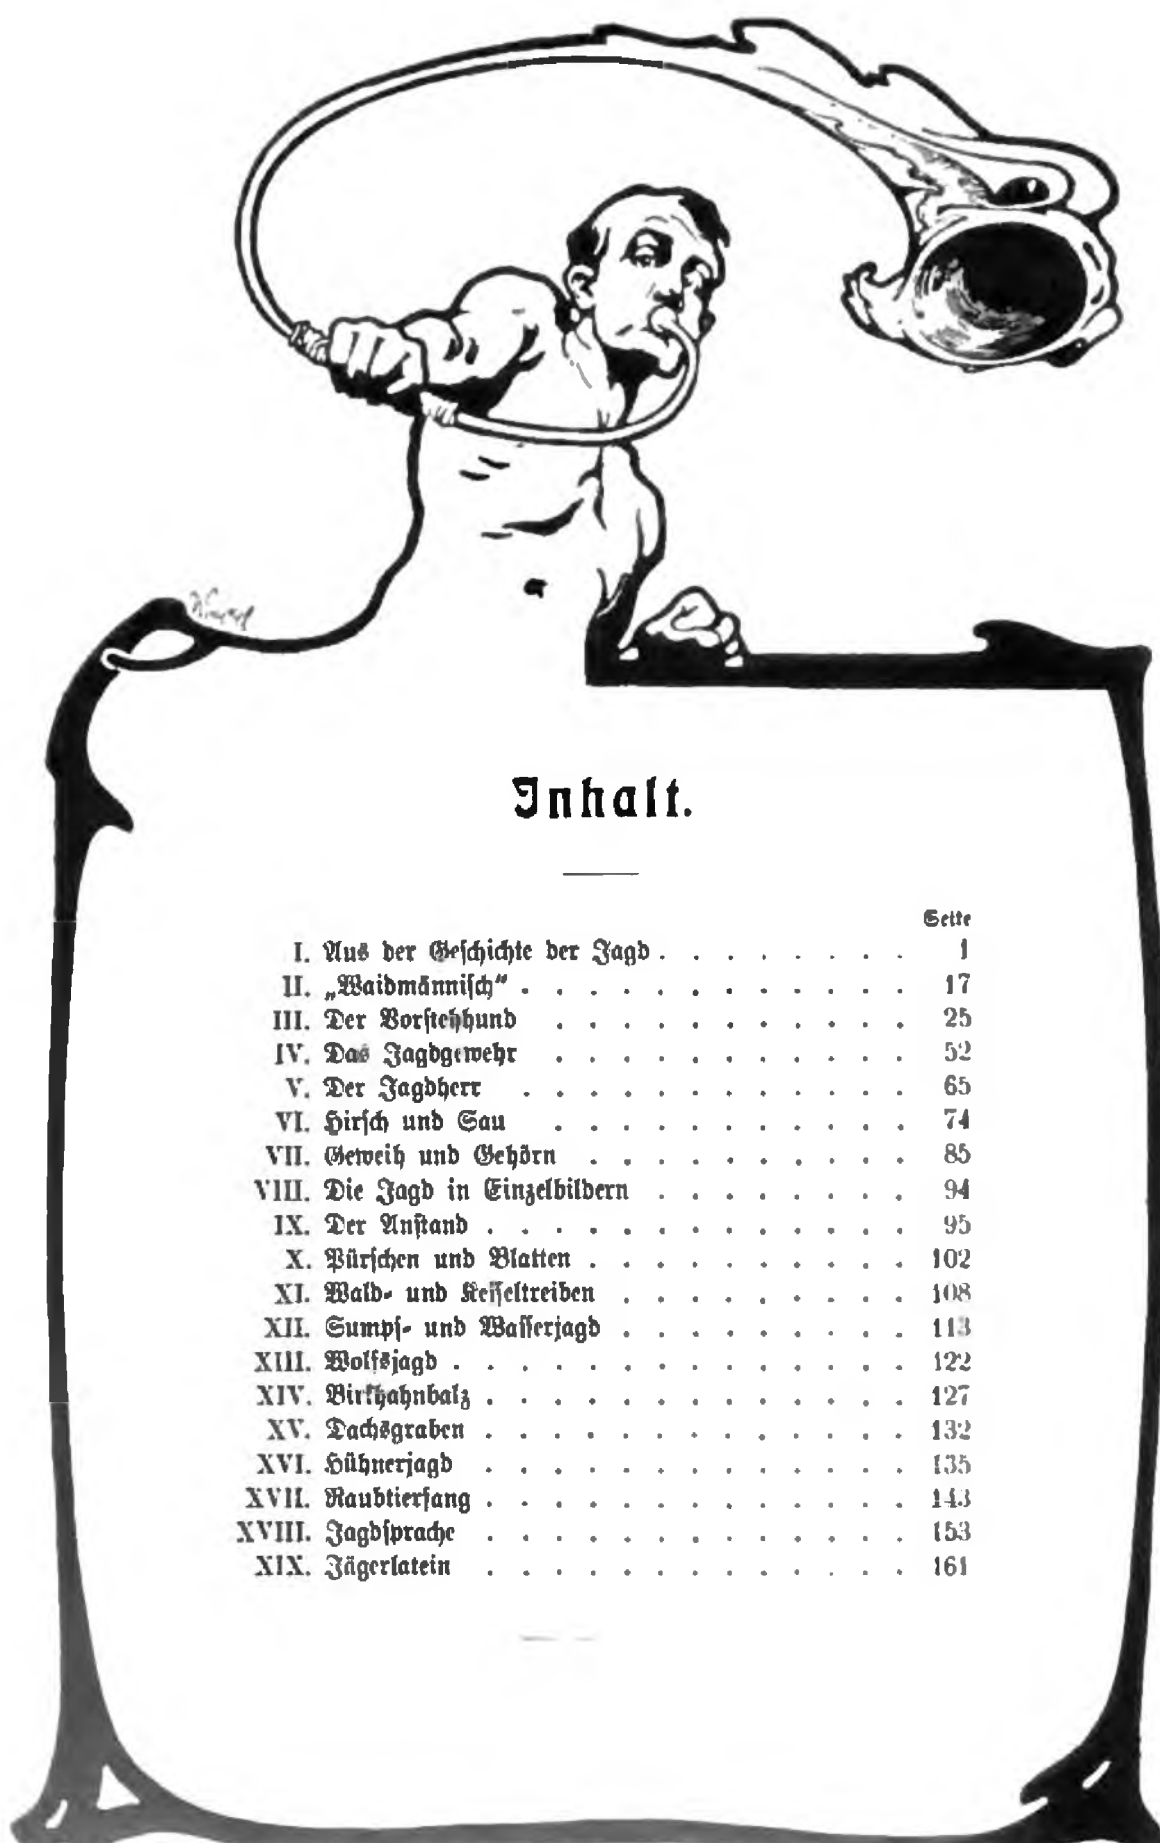 Inhalt.
Seite
I. Aus der Geschichte der Jagd . . . . . . . . 1
II. „Waidmännisch“ . . . . . . . . . . . . 17
III. Der Vorstehhund . . . . . . . . . . . 25
IV. Das Jagdgewehr . . . . . . . . . . . 52
V. Der Jagdherr . . . . . . . . . . . . 65
VI. Hirsch und Sau . . . . . . . . . . . 74
VII. Geweih und Gehörn . . . . . . . . . . 85
VIII. Die Jagd in Einzelbildern . . . . . . . . 94
IX. Der Anstand . . . . . . . . . . . . . 95
X. Pürschen und Blatten . . . . . . . . . . 102
XI. Wald- und Kesseltreiben . . . . . . . . . 108
XII. Sumpf- und Wasserjagd . . . . . . . . . 113
XIII. Wolfsjagd . . . . . . . . . . . . . . 122
XIV. Birkhahnbalz . . . . . . . . . . . . . 127
XV. Dachsgraben . . . . . . . . . . . . . 132
XVI. Hühnerjagd . . . . . . . . . . . . . 135
XVII. Raubtierfang . . . . . . . . . . . . . 143
XVIII. Jagdsprache . . . . . . . . . . . . . 153
XIX. Jägerlatein . . . . . . . . . . . . . 161